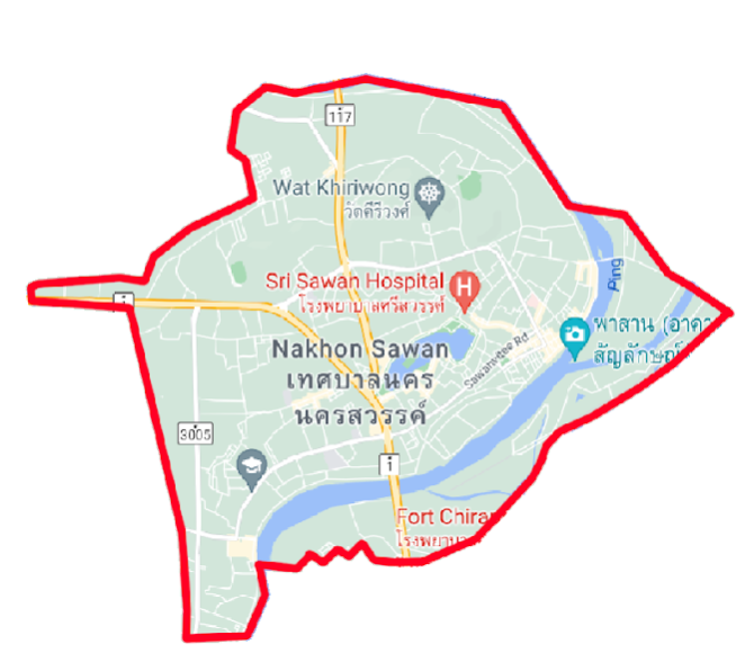 117
Wat Khiriwong
วัดคีรีวงศ์
Ping
Sri Sawan Hospital
โรงพยาบาลศรีสวรรค์
1
พาสาน (อาคา
สัญลักษณ์
Nakhon Sawan
Sawanwithee Rd
เทศบาลนคร
นครสวรรค์
3005
1
Fort Chira
โรงพยาบา